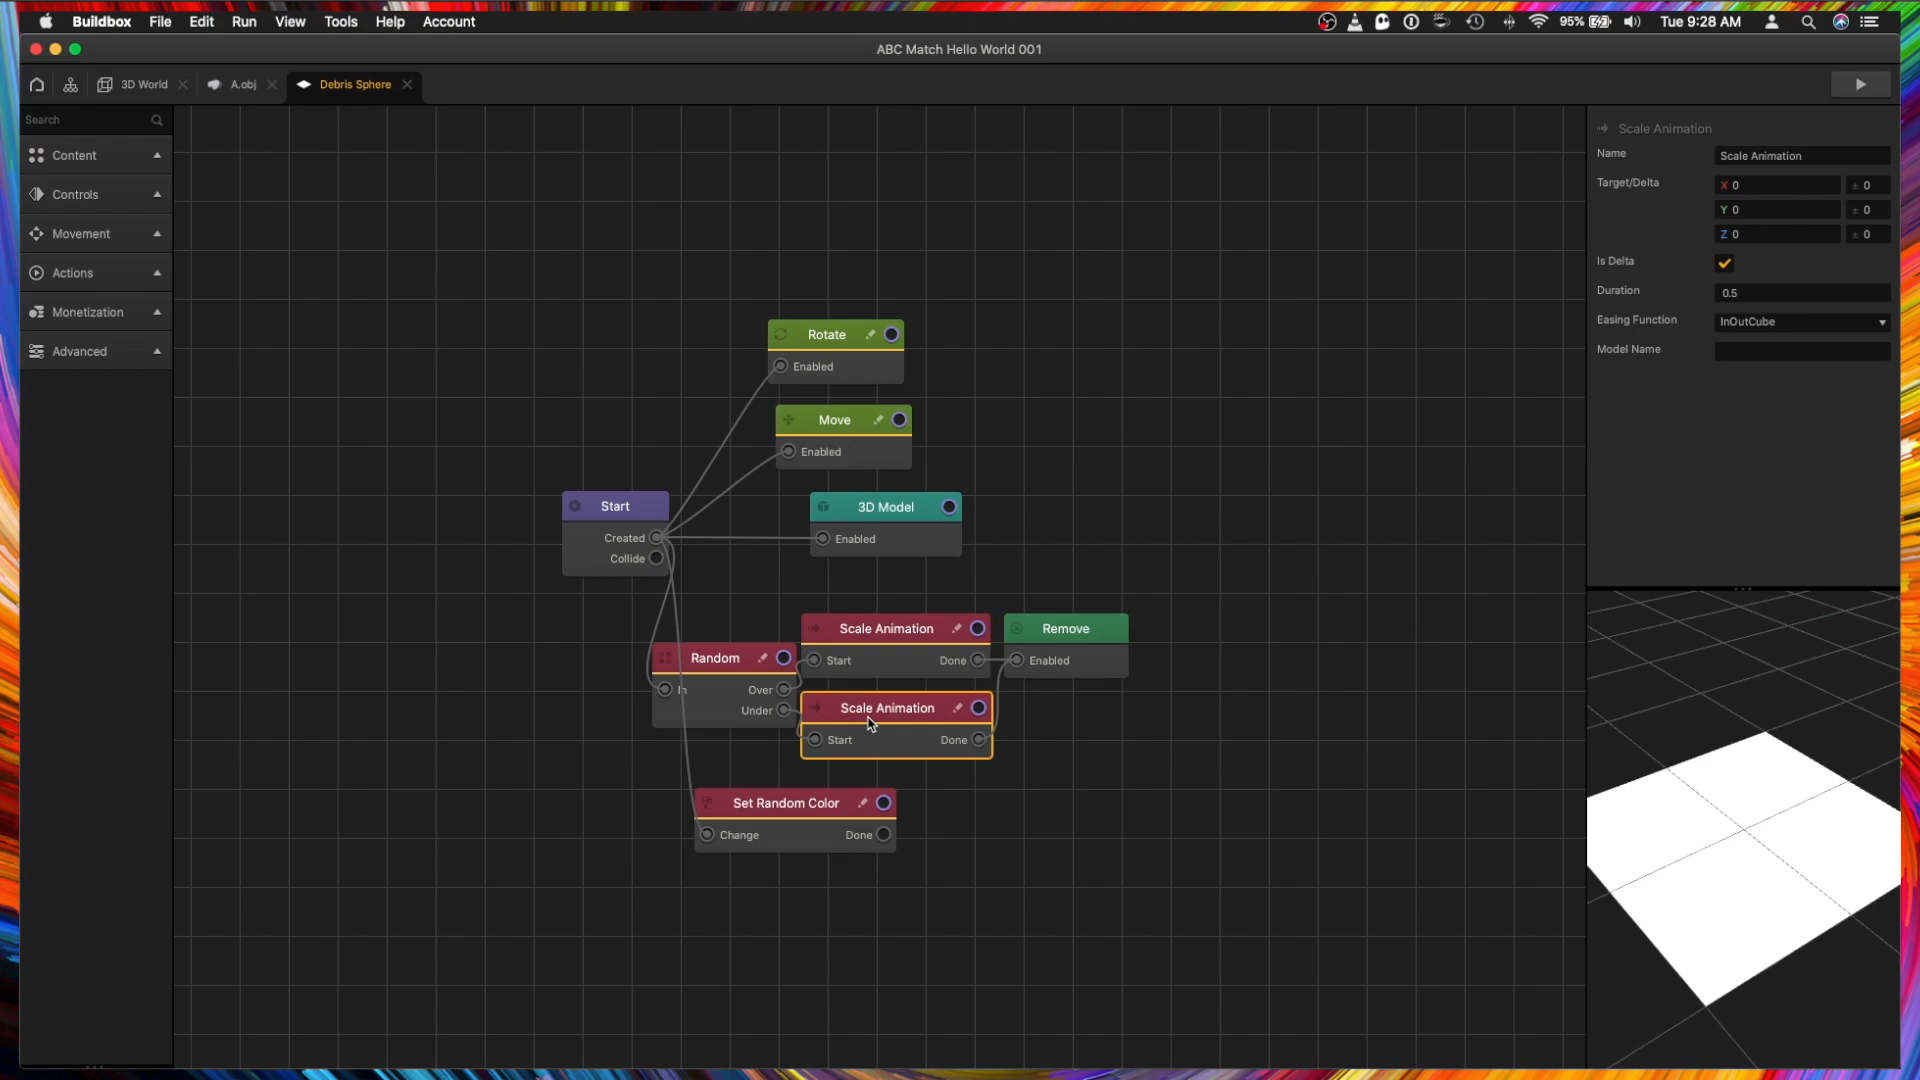 Buildbox File Edit Run View Tools Help Account 95% Tue 9:28 AM
ABC Match Hello World 001
3D World A.obj Debris Sphere
Search
Content
Controls
Movement
Actions
Monetization
Advanced
Rotate
Enabled
Move
Enabled
Start
Created
Collide
3D Model
Enabled
Scale Animation
Start Done
Remove
Enabled
Random
In Over
Under
Scale Animation
Start Done
Set Random Color
Change Done
Scale Animation
Name Scale Animation
Target/Delta X 0 ± 0
Y 0 ± 0
Z 0 ± 0
Is Delta
Duration 0.5
Easing Function InOutCube
Model Name